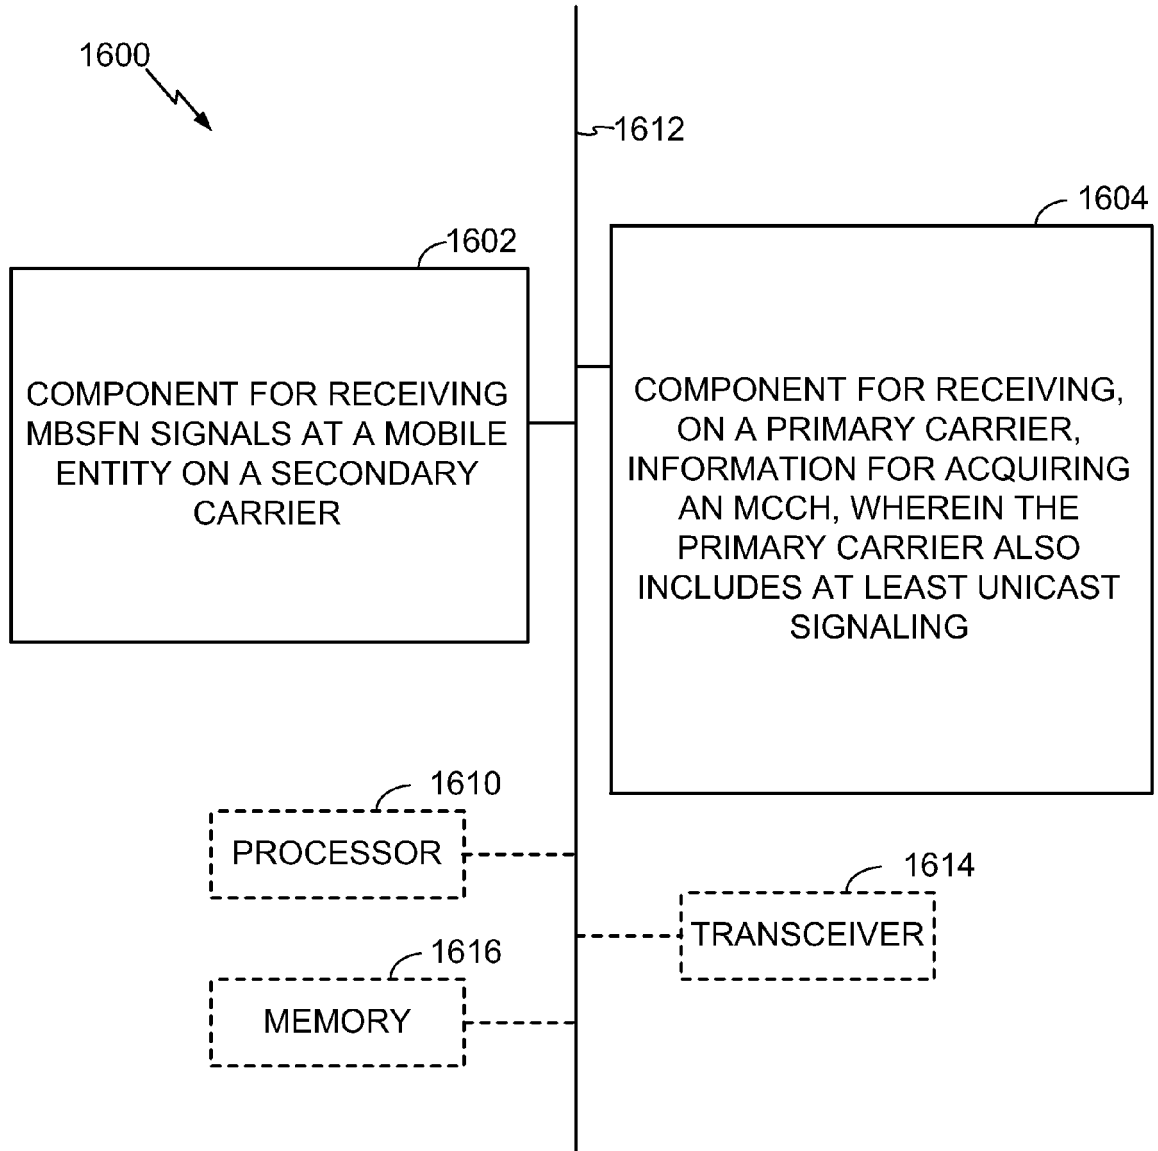 1600
1612
1604
1602
COMPONENT FOR RECEIVING
MBSFN SIGNALS AT A MOBILE
ENTITY ON A SECONDARY
CARRIER
COMPONENT FOR RECEIVING,
ON A PRIMARY CARRIER,
INFORMATION FOR ACQUIRING
AN MCCH, WHEREIN THE
PRIMARY CARRIER ALSO
INCLUDES AT LEAST UNICAST
SIGNALING
1610
PROCESSOR
1614
TRANSCEIVER
1616
MEMORY